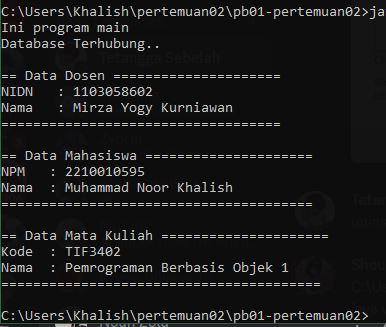 C:\Users\Khalish\pertemuan02\pb01-pertemuan02>ja
Ini program main
Database Terhubung..
== Data Dosen =====================
NIDN   : 1103058602
Nama   : Mirza Yogy Kurniawan
===================================
== Data Mahasiswa =====================
NPM   : 2210010595
Nama  : Muhammad Noor Khalish
=======================================
== Data Mata Kuliah =====================
Kode  : TIF3402
Nama  : Pemrograman Berbasis Objek 1
========================================
C:\Users\Khalish\pertemuan02\pb01-pertemuan02>